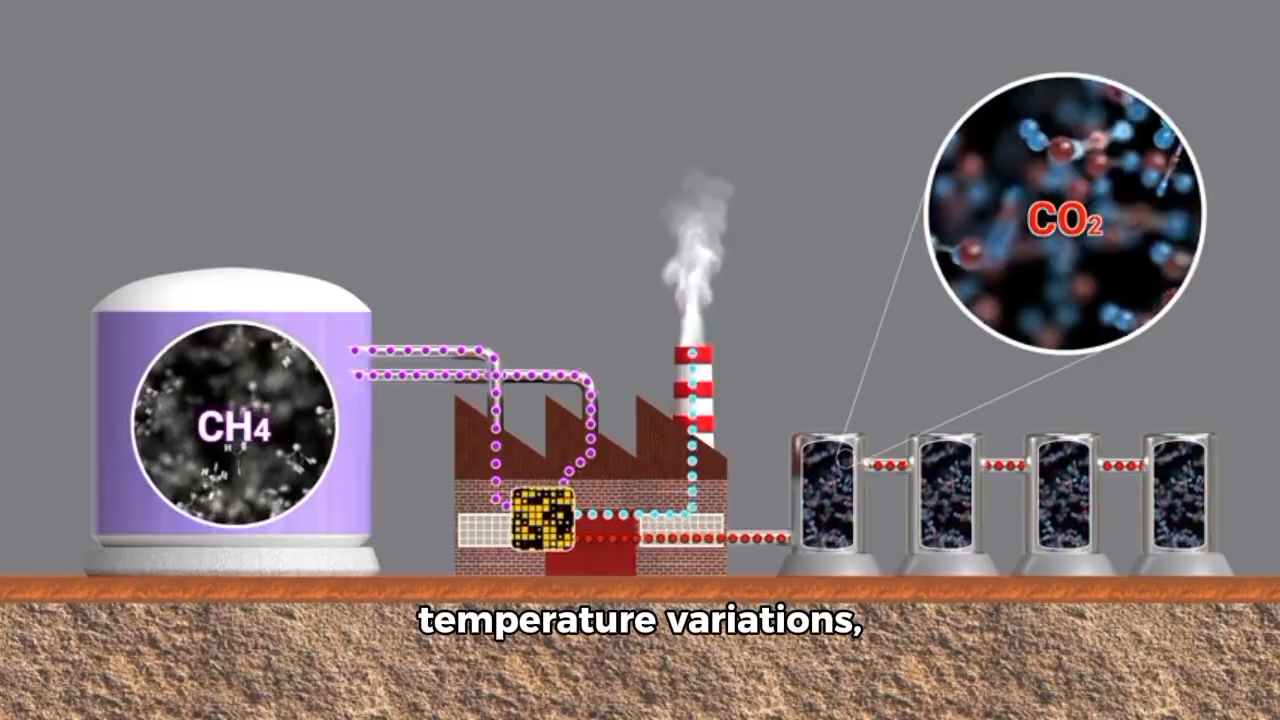 CO₂
CH₄
temperature variations,